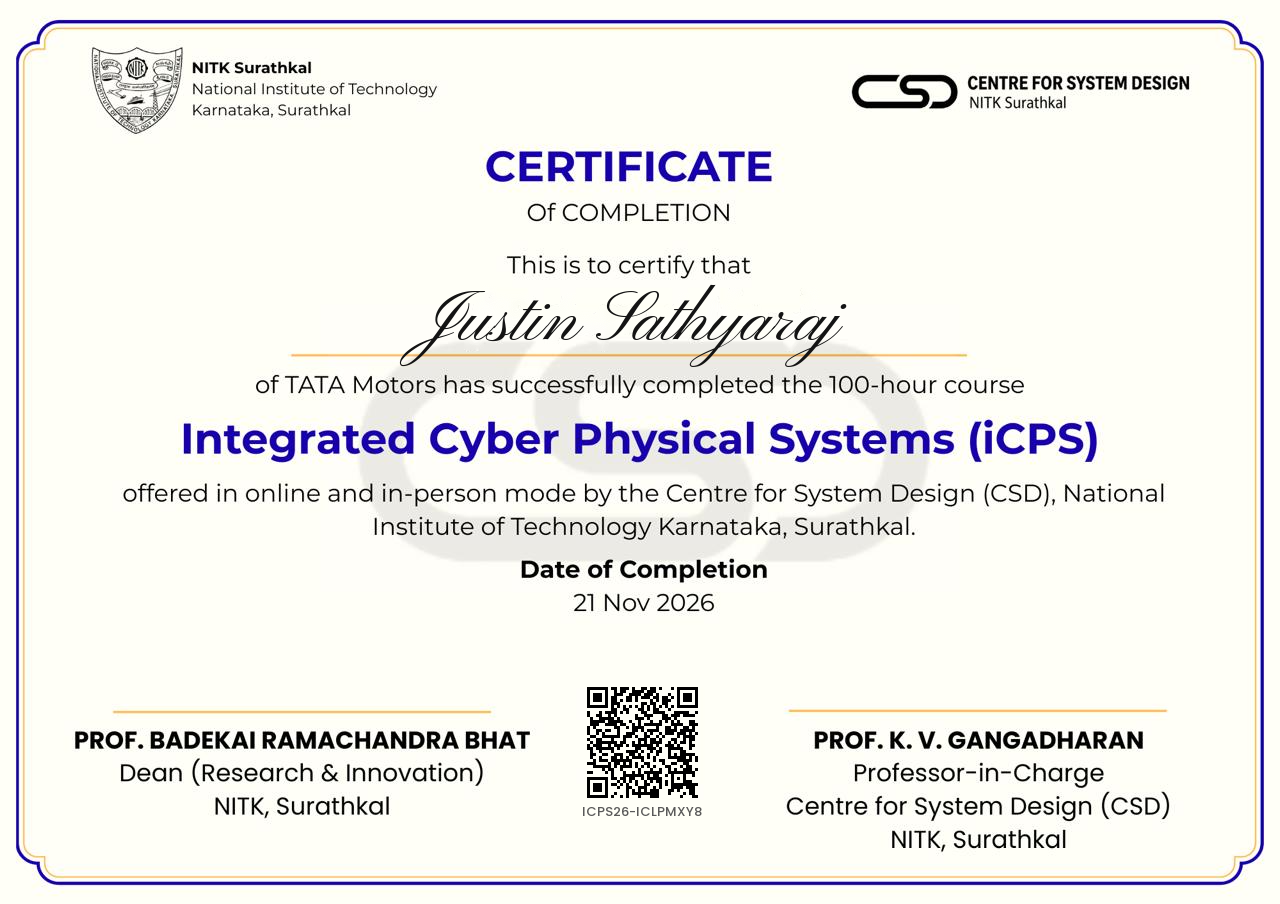 NITK Surathkal
National Institute of Technology
Karnataka, Surathkal
CENTRE FOR SYSTEM DESIGN
NITK Surathkal
CERTIFICATE
Of COMPLETION
This is to certify that
Justin Sathyaraj
of TATA Motors has successfully completed the 100-hour course
Integrated Cyber Physical Systems (iCPS)
offered in online and in-person mode by the Centre for System Design (CSD), National
Institute of Technology Karnataka, Surathkal.
Date of Completion
21 Nov 2026
PROF. BADEKAI RAMACHANDRA BHAT
Dean (Research & Innovation)
NITK, Surathkal
ICPS26-ICLPMXY8
PROF. K. V. GANGADHARAN
Professor-in-Charge
Centre for System Design (CSD)
NITK, Surathkal